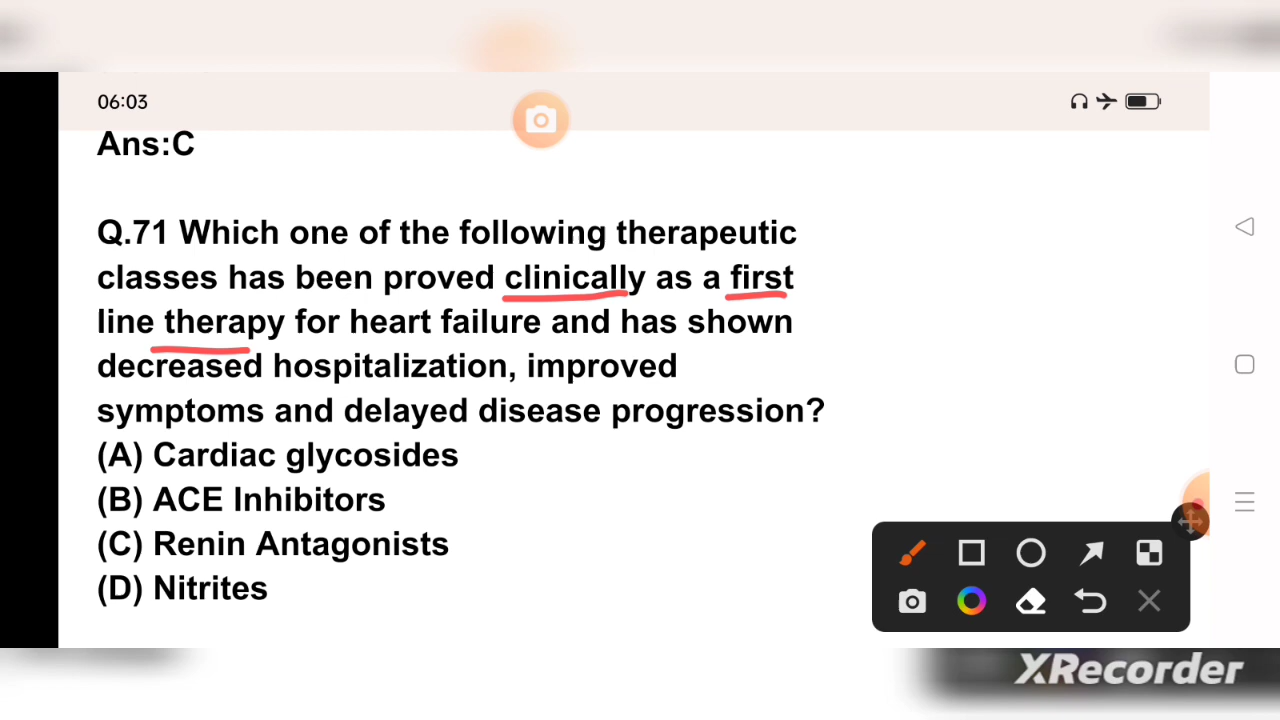 06:03
Ans:C
Q.71 Which one of the following therapeutic
classes has been proved clinically as a first
line therapy for heart failure and has shown
decreased hospitalization, improved
symptoms and delayed disease progression?
(A) Cardiac glycosides
(B) ACE Inhibitors
(C) Renin Antagonists
(D) Nitrites
XRecorder